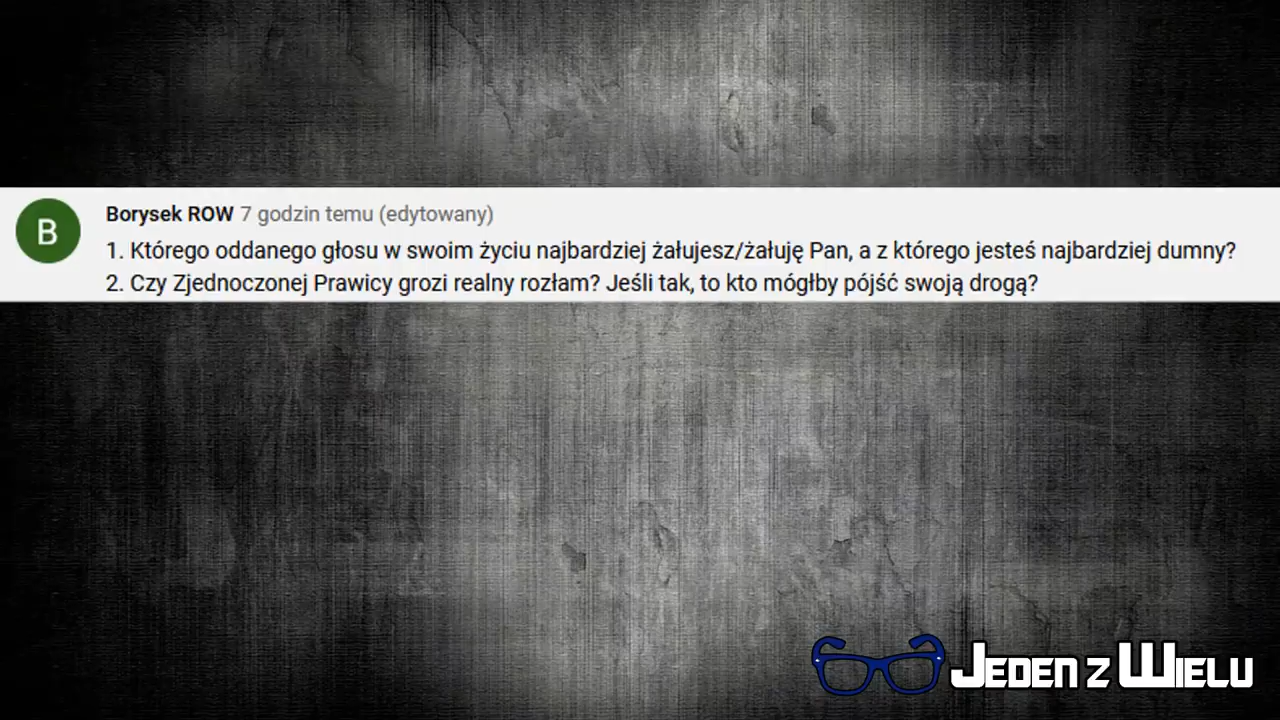 B
Borysek ROW 7 godzin temu (edytowany)
1. Którego oddanego głosu w swoim życiu najbardziej żałujesz/żałuję Pan, a z którego jesteś najbardziej dumny?
2. Czy Zjednoczonej Prawicy grozi realny rozłam? Jeśli tak, to kto mógłby pójść swoją drogą?
JEDEN Z WIELU